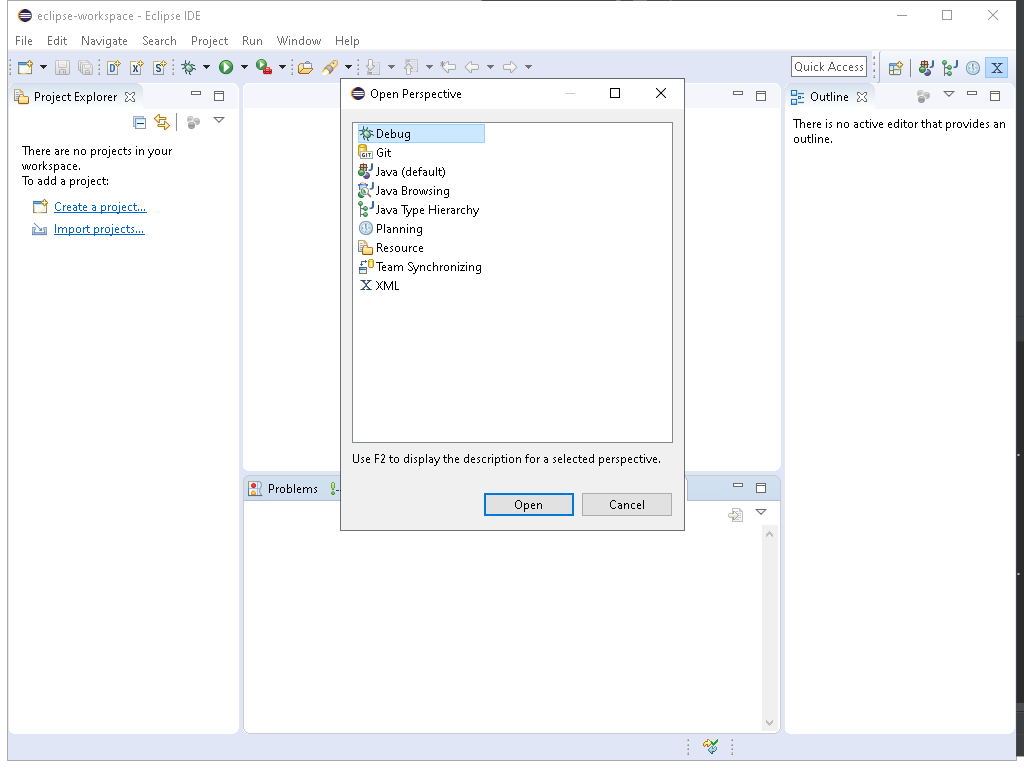 eclipse-workspace - Eclipse IDE
File Edit Navigate Search Project Run Window Help
Quick Access
Project Explorer
There are no projects in your
workspace.
To add a project:
Create a project...
Import projects...
Open Perspective
Debug
Git
Java (default)
Java Browsing
Java Type Hierarchy
Planning
Resource
Team Synchronizing
XML
Use F2 to display the description for a selected perspective.
Open Cancel
Outline
There is no active editor that provides an
outline.
Problems